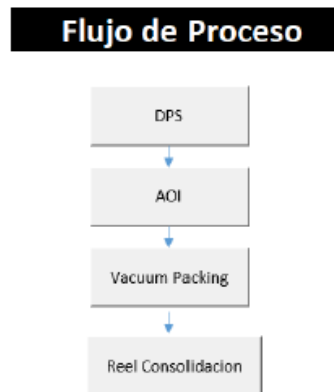 Flujo de Proceso
DPS
AOI
Vacuum Packing
Reel Consolidacion